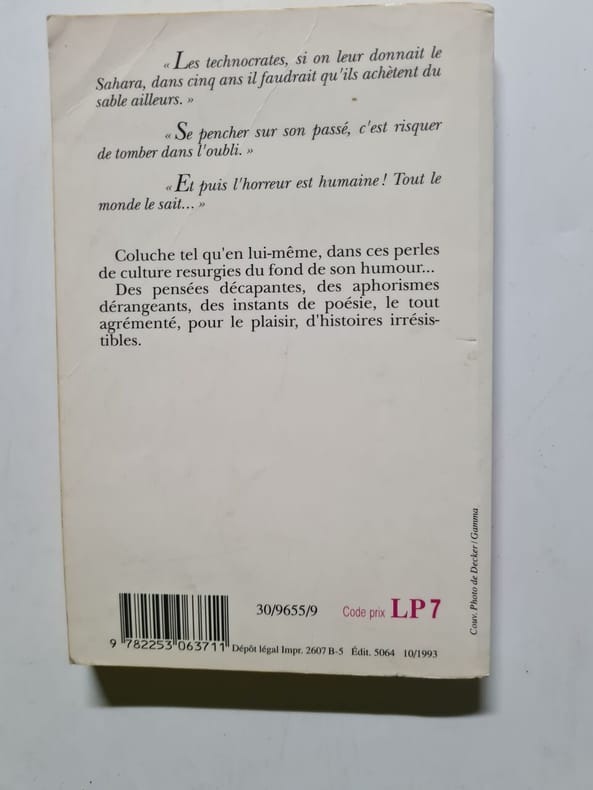 « Les technocrates, si on leur donnait le
Sahara, dans cinq ans il faudrait qu'ils achètent du
sable ailleurs. »
« Se pencher sur son passé, c'est risquer
de tomber dans l'oubli. »
« Et puis l'horreur est humaine ! Tout le
monde le sait... »
Coluche tel qu'en lui-même, dans ces perles
de culture resurgies du fond de son humour...
Des pensées décapantes, des aphorismes
dérangeants, des instants de poésie, le tout
agrémenté, pour le plaisir, d'histoires irrésis-
tibles.
Couv. Photo de Decker / Gamma
30/9655/9 Code prix LP 7
9 782253 063711 Dépôt légal Impr. 2607 B-5 Édit. 5064 10/1993